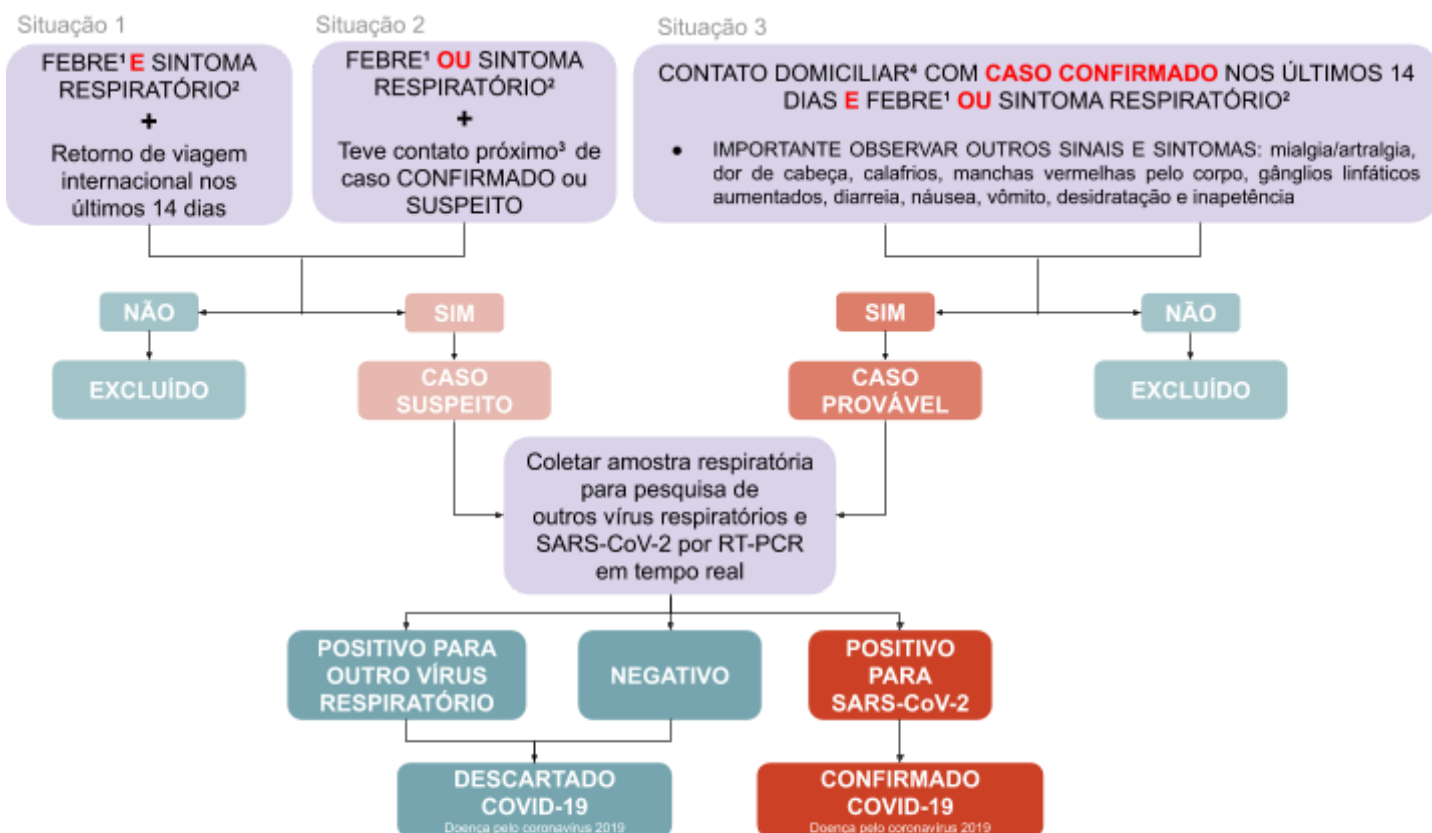 Situação 1
FEBRE¹ E SINTOMA
RESPIRATÓRIO²
+
Retorno de viagem
internacional nos
últimos 14 dias
Situação 2
FEBRE¹ OU SINTOMA
RESPIRATÓRIO²
+
Teve contato próximo³ de
caso CONFIRMADO ou
SUSPEITO
Situação 3
CONTATO DOMICILIAR⁴ COM CASO CONFIRMADO NOS ÚLTIMOS 14
DIAS E FEBRE¹ OU SINTOMA RESPIRATÓRIO²
● IMPORTANTE OBSERVAR OUTROS SINAIS E SINTOMAS: mialgia/artralgia,
dor de cabeça, calafrios, manchas vermelhas pelo corpo, gânglios linfáticos
aumentados, diarreia, náusea, vômito, desidratação e inapetência
NÃO
SIM
SIM
NÃO
EXCLUÍDO
CASO
SUSPEITO
CASO
PROVÁVEL
EXCLUÍDO
Coletar amostra respiratória
para pesquisa de
outros vírus respiratórios e
SARS-CoV-2 por RT-PCR
em tempo real
POSITIVO PARA
OUTRO VÍRUS
RESPIRATÓRIO
NEGATIVO
POSITIVO
PARA
SARS-CoV-2
DESCARTADO
COVID-19
Doença pelo coronavírus 2019
CONFIRMADO
COVID-19
Doença pelo coronavírus 2019